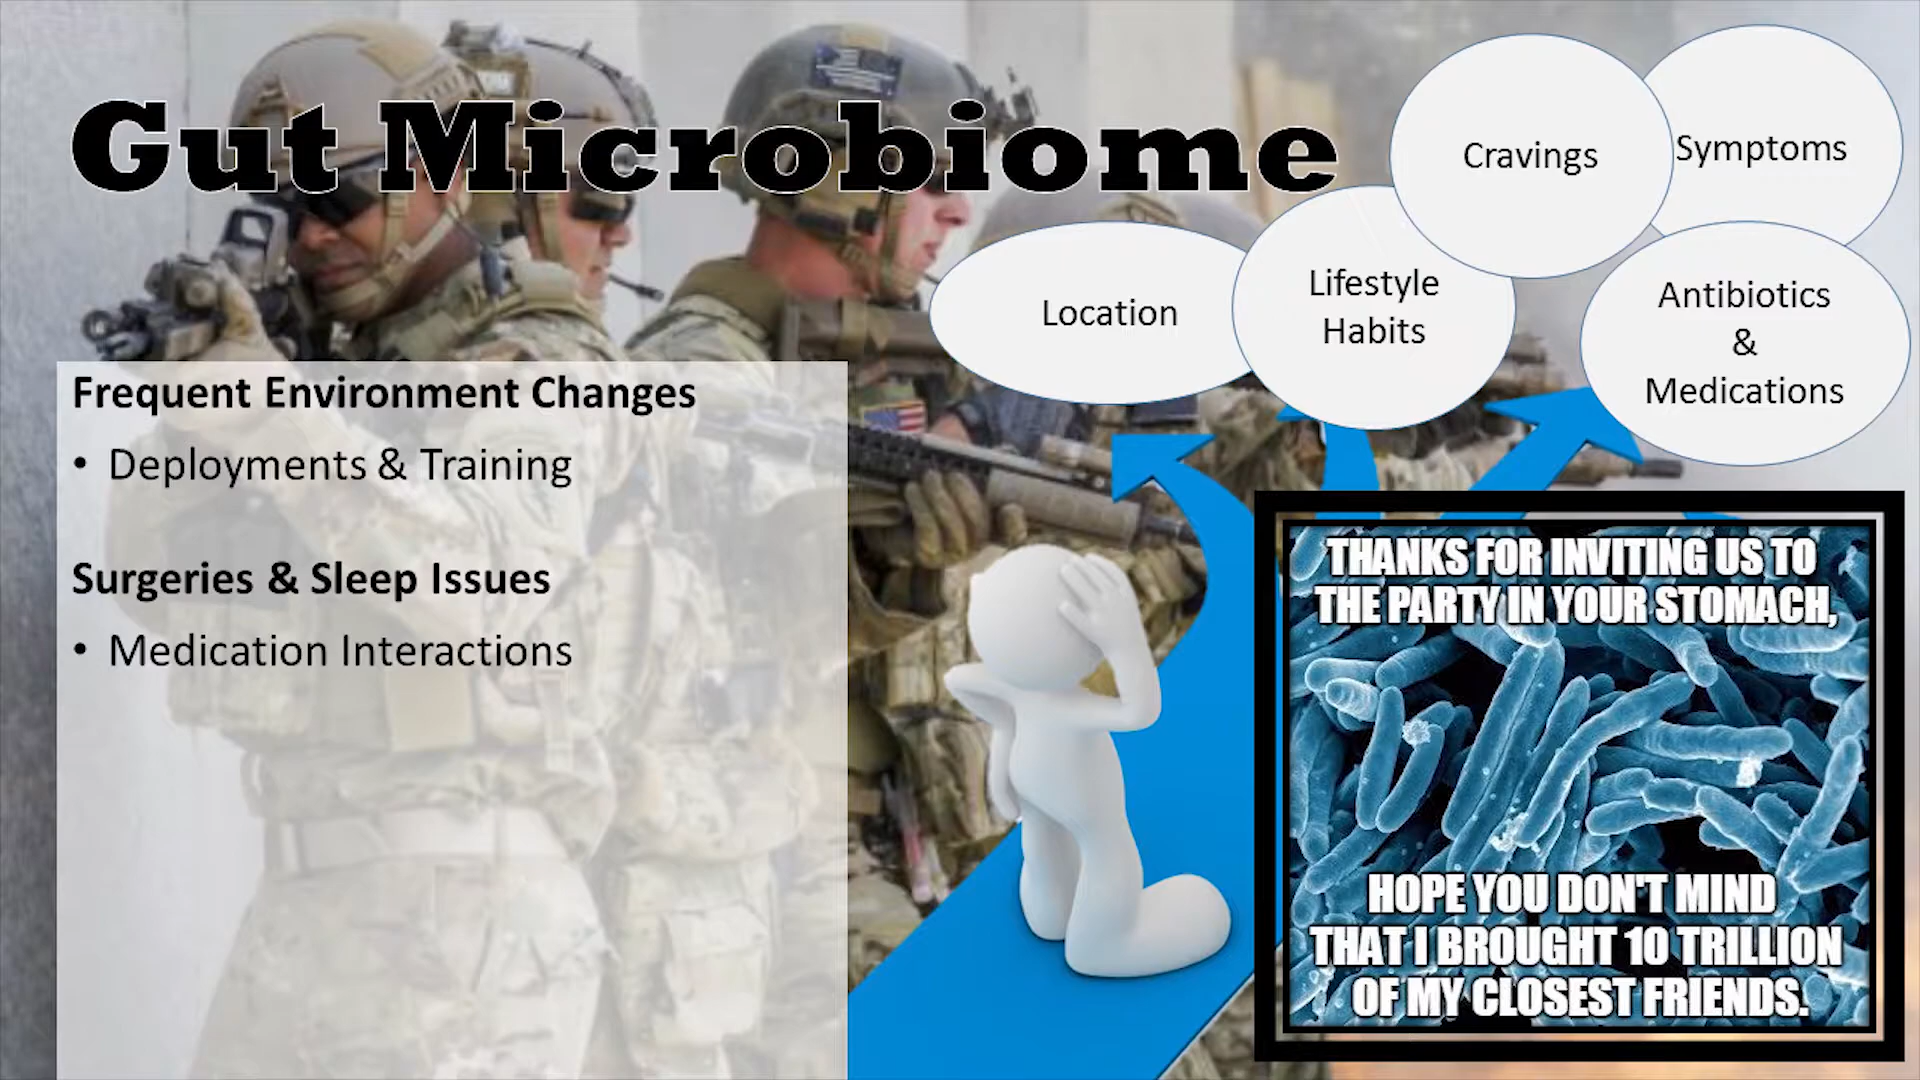 Gut Microbiome
Frequent Environment Changes
• Deployments & Training
Surgeries & Sleep Issues
• Medication Interactions
Location
Lifestyle
Habits
Cravings
Symptoms
Antibiotics
&
Medications
THANKS FOR INVITING US TO
THE PARTY IN YOUR STOMACH,
HOPE YOU DON'T MIND
THAT I BROUGHT 10 TRILLION
OF MY CLOSEST FRIENDS.